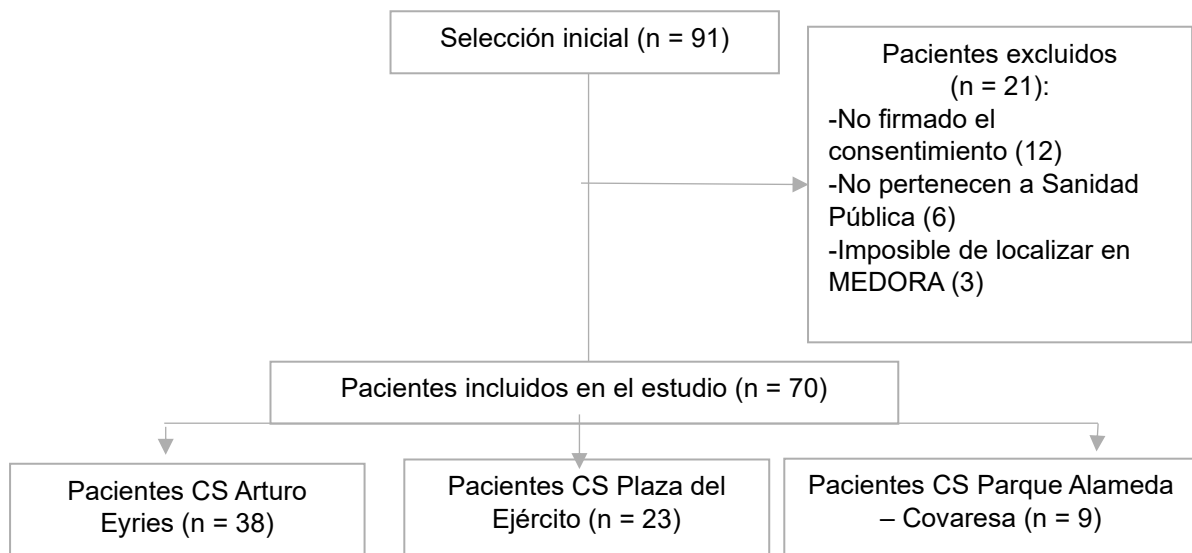 Selección inicial (n = 91)
Pacientes excluidos
(n = 21):
-No firmado el
consentimiento (12)
-No pertenecen a Sanidad
Pública (6)
-Imposible de localizar en
MEDORA (3)
Pacientes incluidos en el estudio (n = 70)
Pacientes CS Arturo
Eyries (n = 38)
Pacientes CS Plaza del
Ejército (n = 23)
Pacientes CS Parque Alameda
– Covaresa (n = 9)